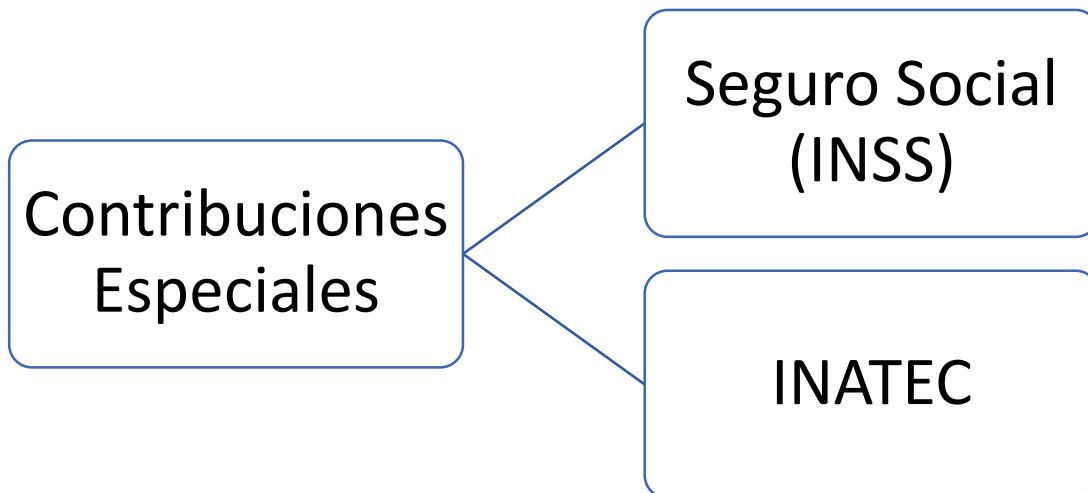 Contribuciones
Especiales
Seguro Social
(INSS)
INATEC